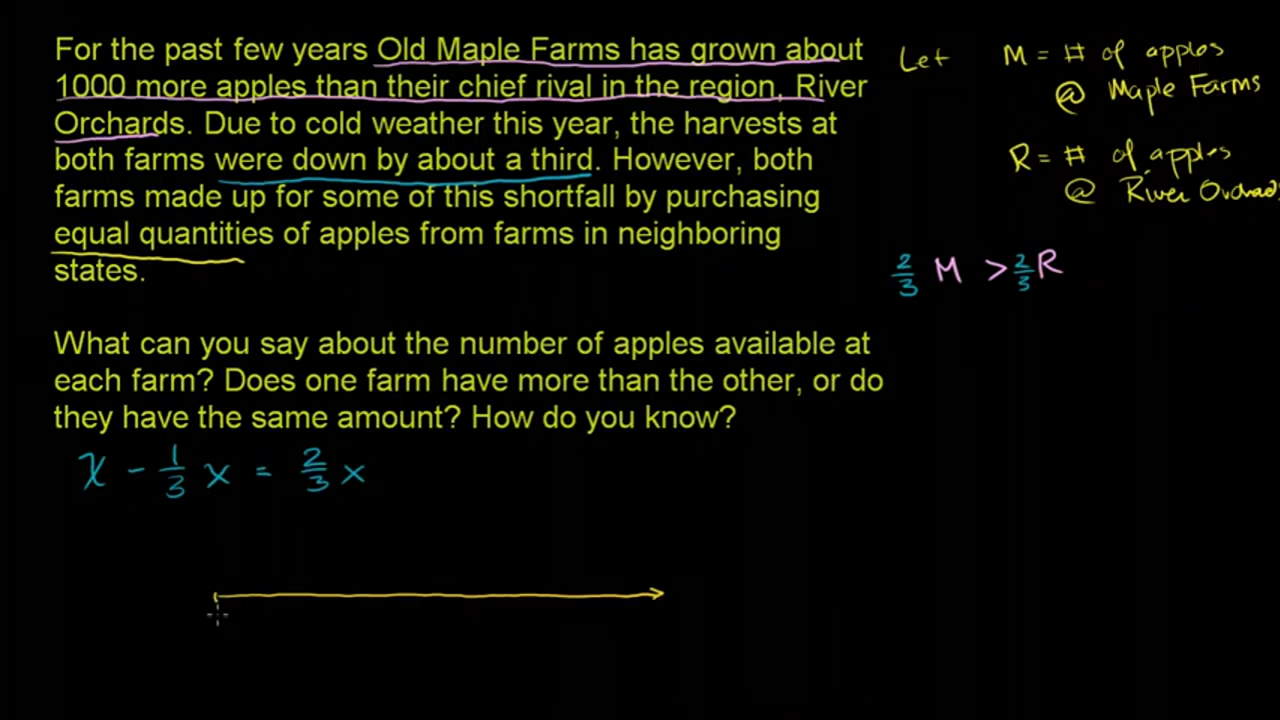 For the past few years Old Maple Farms has grown about
1000 more apples than their chief rival in the region, River
Orchards. Due to cold weather this year, the harvests at
both farms were down by about a third. However, both
farms made up for some of this shortfall by purchasing
equal quantities of apples from farms in neighboring
states.
What can you say about the number of apples available at
each farm? Does one farm have more than the other, or do
they have the same amount? How do you know?
x - 1/3 x = 2/3 x
Let M = # of apples
@ Maple Farms
R = # of apples
@ River Orchards
2/3 M > 2/3 R